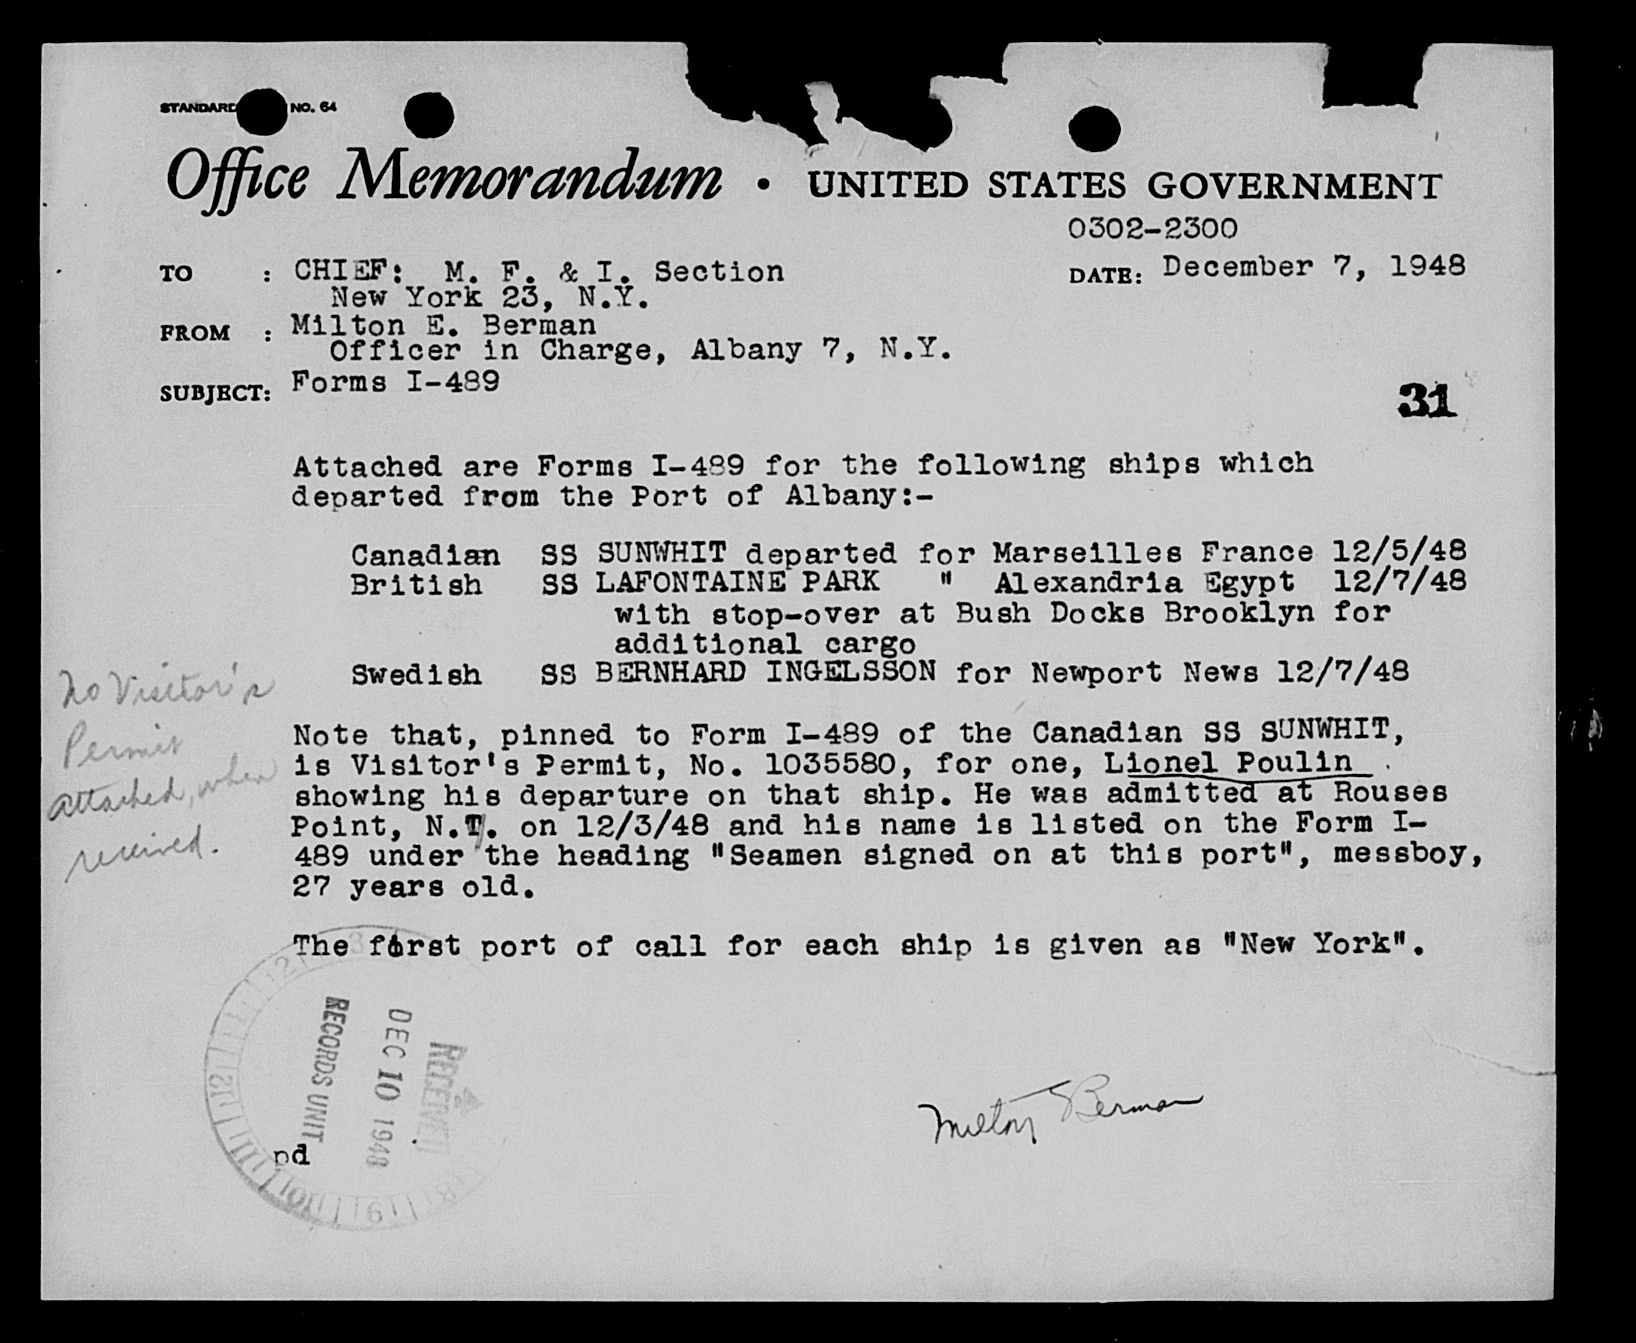 STANDARD NO. 64
Office Memorandum • UNITED STATES GOVERNMENT
0302-2300
TO : CHIEF: M. F. & I. Section DATE: December 7, 1948
New York 23, N.Y.
FROM : Milton E. Berman
Officer in Charge, Albany 7, N.Y.
SUBJECT: Forms I-489
31
Attached are Forms I-489 for the following ships which
departed from the Port of Albany:-
Canadian SS SUNWHIT departed for Marseilles France 12/5/48
British SS LAFONTAINE PARK " Alexandria Egypt 12/7/48
with stop-over at Bush Docks Brooklyn for
additional cargo
Swedish SS BERNHARD INGELSSON for Newport News 12/7/48
No Visitor's
Permit
attached, when
received.
Note that, pinned to Form I-489 of the Canadian SS SUNWHIT,
is Visitor's Permit, No. 1035580, for one, Lionel Poulin
showing his departure on that ship. He was admitted at Rouses
Point, N.Y. on 12/3/48 and his name is listed on the Form I-
489 under the heading "Seamen signed on at this port", messboy,
27 years old.
The first port of call for each ship is given as "New York".
RECEIVED
DEC 10 1948
RECORDS UNIT
Milton Berman
pd